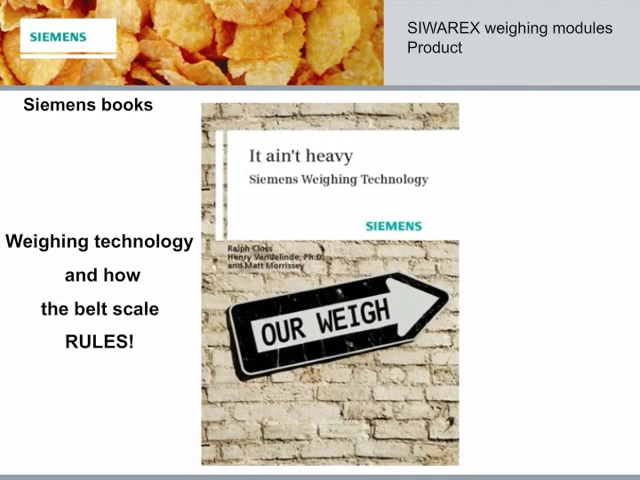 SIEMENS
SIWAREX weighing modules
Product
Siemens books
It ain't heavy
Siemens Weighing Technology
SIEMENS
Ralph Closs
Henry Vandelinde, Ph.D.
and Matt Morrissey
OUR WEIGH
Weighing technology
and how
the belt scale
RULES!